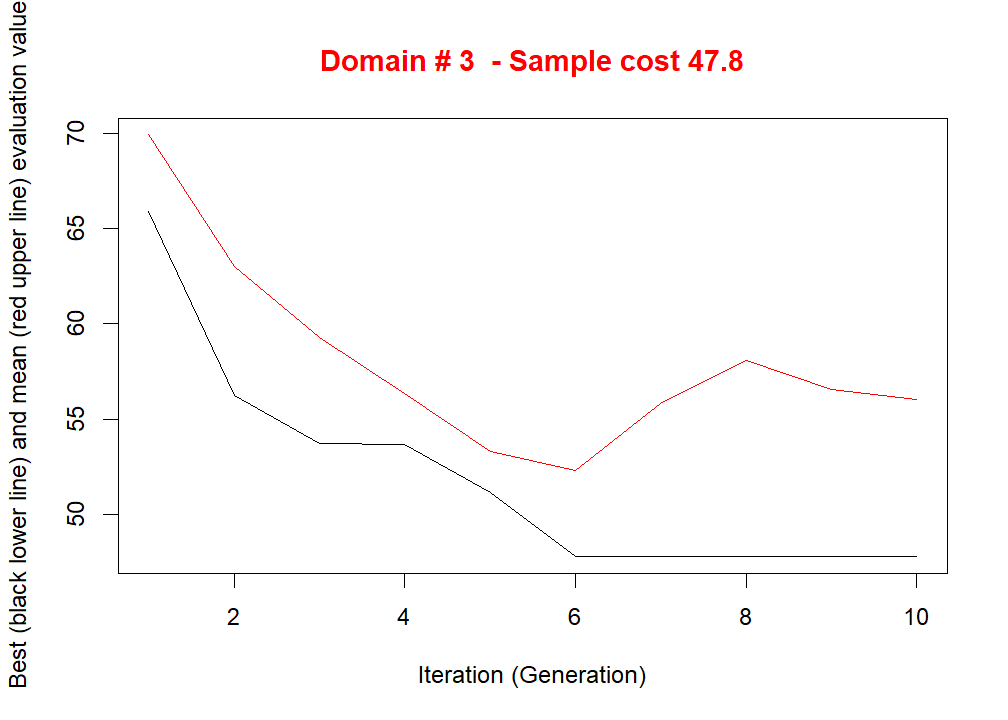 Domain # 3  - Sample cost 47.8
Best (black lower line) and mean (red upper line) evaluation value
70
65
60
55
50
2 4 6 8 10
Iteration (Generation)